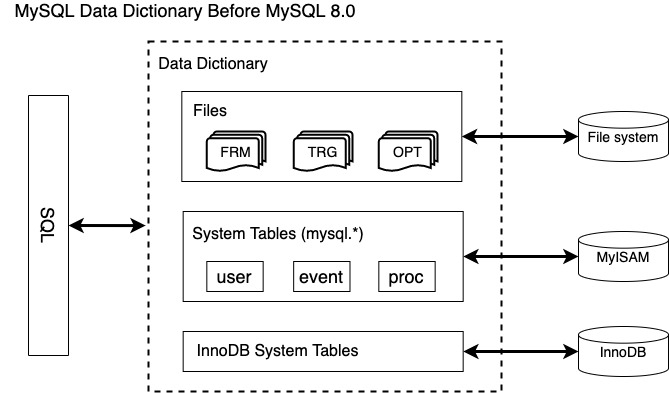 MySQL Data Dictionary Before MySQL 8.0
Data Dictionary
SQL
Files
FRM
TRG
OPT
File system
System Tables (mysql.*)
user
event
proc
MyISAM
InnoDB System Tables
InnoDB